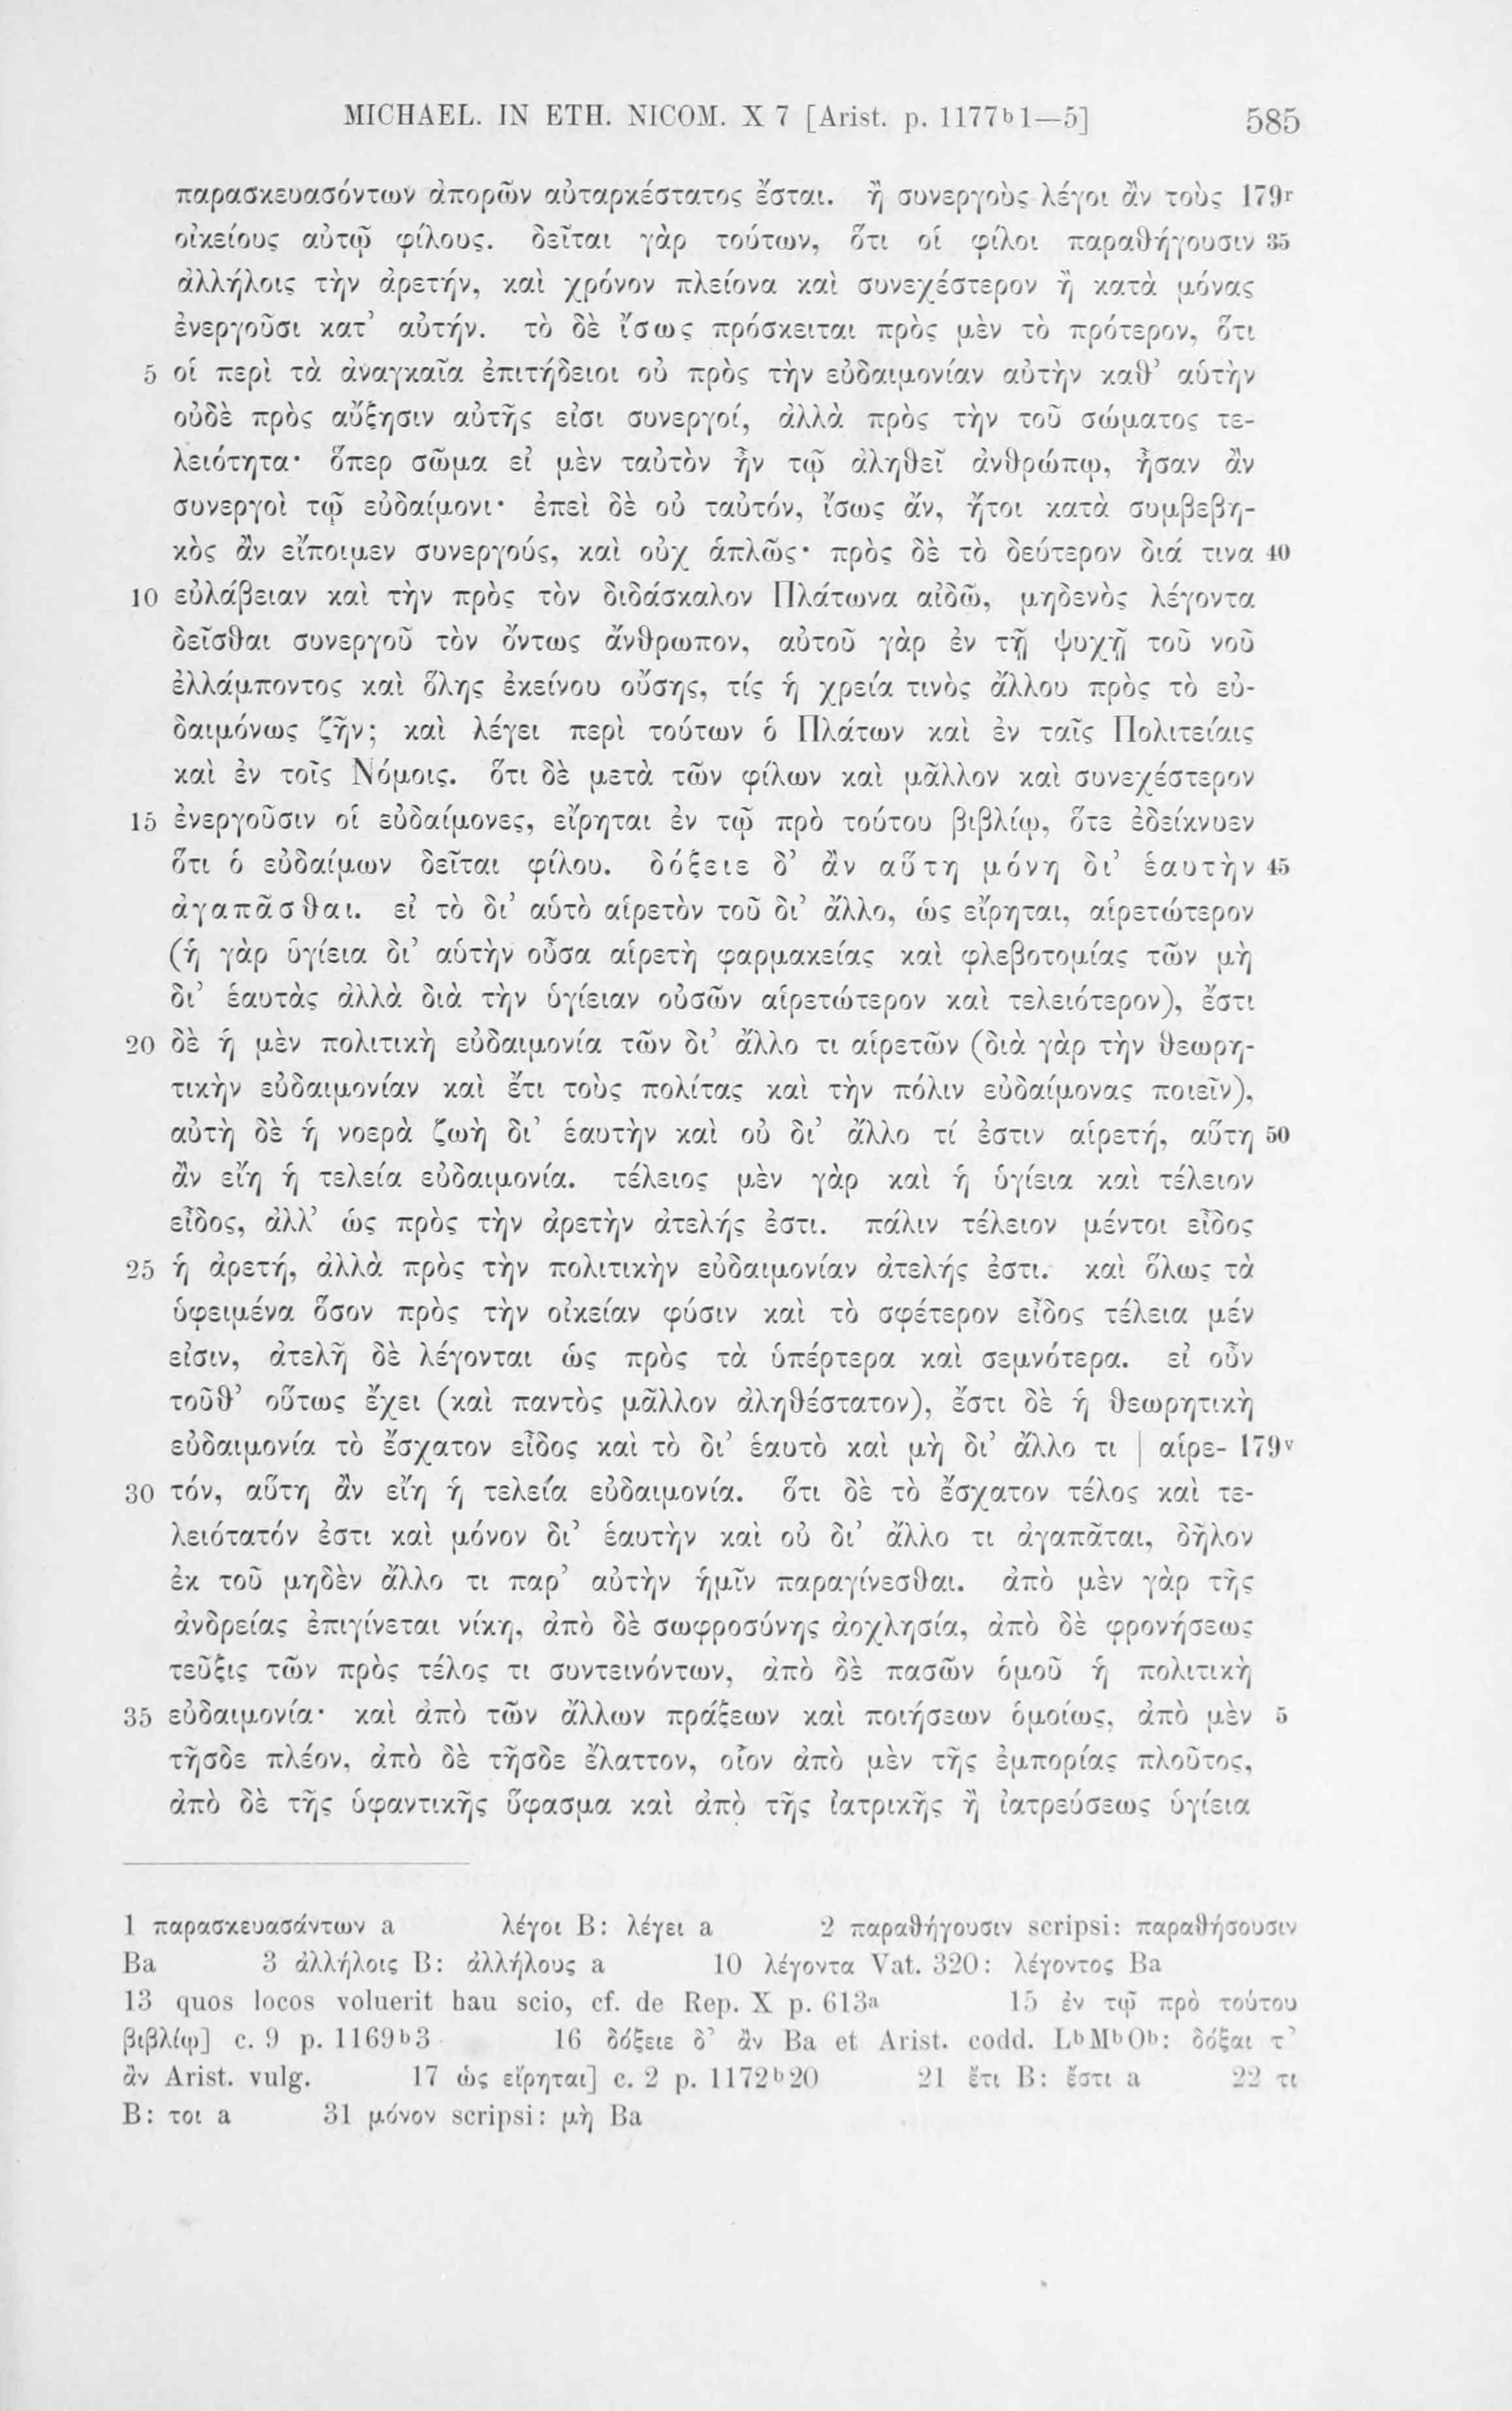 MICHAEL. IN ETH. NICOM. X 7 [Arist. p. 1177ᵇ1—5] 585
παρασκευασόντων ἀπορῶν αὐταρκέστατος ἔσται. ἢ συνεργοὺς λέγοι ἂν τοὺς 179ʳ
οἰκείους αὐτῷ φίλους. δεῖται γὰρ τούτων, ὅτι οἱ φίλοι παραθήγουσιν 35
ἀλλήλοις τὴν ἀρετήν, καὶ χρόνον πλείονα καὶ συνεχέστερον ἢ κατὰ μόνας
ἐνεργοῦσι κατ’ αὐτήν. τὸ δὲ ἴσως πρόσκειται πρὸς μὲν τὸ πρότερον, ὅτι
5 οἱ περὶ τὰ ἀναγκαῖα ἐπιτήδειοι οὐ πρὸς τὴν εὐδαιμονίαν αὐτὴν καθ’ αὑτὴν
οὐδὲ πρὸς αὔξησιν αὐτῆς εἰσι συνεργοί, ἀλλὰ πρὸς τὴν τοῦ σώματος τε-
λειότητα· ὅπερ σῶμα εἰ μὲν ταὐτὸν ἦν τῷ ἀληθεῖ ἀνθρώπῳ, ἦσαν ἂν
συνεργοὶ τῷ εὐδαίμονι· ἐπεὶ δὲ οὐ ταὐτόν, ἴσως ἄν, ἤτοι κατὰ συμβεβη-
κὸς ἂν εἴποιμεν συνεργούς, καὶ οὐχ ἁπλῶς· πρὸς δὲ τὸ δεύτερον διά τινα 40
10 εὐλάβειαν καὶ τὴν πρὸς τὸν διδάσκαλον Πλάτωνα αἰδῶ, μηδενὸς λέγοντα
δεῖσθαι συνεργοῦ τὸν ὄντως ἄνθρωπον, αὐτοῦ γὰρ ἐν τῇ ψυχῇ τοῦ νοῦ
ἐλλάμποντος καὶ ὅλης ἐκείνου οὔσης, τίς ἡ χρεία τινὸς ἄλλου πρὸς τὸ εὐ-
δαιμόνως ζῆν; καὶ λέγει περὶ τούτων ὁ Πλάτων καὶ ἐν ταῖς Πολιτείαις
καὶ ἐν τοῖς Νόμοις. ὅτι δὲ μετὰ τῶν φίλων καὶ μᾶλλον καὶ συνεχέστερον
15 ἐνεργοῦσιν οἱ εὐδαίμονες, εἴρηται ἐν τῷ πρὸ τούτου βιβλίῳ, ὅτε ἐδείκνυεν
ὅτι ὁ εὐδαίμων δεῖται φίλου. δόξειε δ’ ἂν αὕτη μόνη δι’ ἑαυτὴν 45
ἀγαπᾶσθαι. εἰ τὸ δι’ αὑτὸ αἱρετὸν τοῦ δι’ ἄλλο, ὡς εἴρηται, αἱρετώτερον
(ἡ γὰρ ὑγίεια δι’ αὑτὴν οὖσα αἱρετὴ φαρμακείας καὶ φλεβοτομίας τῶν μὴ
δι’ ἑαυτὰς ἀλλὰ διὰ τὴν ὑγίειαν οὐσῶν αἱρετώτερον καὶ τελειότερον), ἔστι
20 δὲ ἡ μὲν πολιτικὴ εὐδαιμονία τῶν δι’ ἄλλο τι αἱρετῶν (διὰ γὰρ τὴν θεωρη-
τικὴν εὐδαιμονίαν καὶ ἔτι τοὺς πολίτας καὶ τὴν πόλιν εὐδαίμονας ποιεῖν),
αὐτὴ δὲ ἡ νοερὰ ζωὴ δι’ ἑαυτὴν καὶ οὐ δι’ ἄλλο τί ἐστιν αἱρετή, αὕτη 50
ἂν εἴη ἡ τελεία εὐδαιμονία. τέλειος μὲν γὰρ καὶ ἡ ὑγίεια καὶ τέλειον
εἶδος, ἀλλ’ ὡς πρὸς τὴν ἀρετὴν ἀτελής ἐστι. πάλιν τέλειον μέντοι εἶδος
25 ἡ ἀρετή, ἀλλὰ πρὸς τὴν πολιτικὴν εὐδαιμονίαν ἀτελής ἐστι. καὶ ὅλως τὰ
ὑφειμένα ὅσον πρὸς τὴν οἰκείαν φύσιν καὶ τὸ σφέτερον εἶδος τέλεια μέν
εἰσιν, ἀτελῆ δὲ λέγονται ὡς πρὸς τὰ ὑπέρτερα καὶ σεμνότερα. εἰ οὖν
τοῦθ’ οὕτως ἔχει (καὶ παντὸς μᾶλλον ἀληθέστατον), ἔστι δὲ ἡ θεωρητικὴ
εὐδαιμονία τὸ ἔσχατον εἶδος καὶ τὸ δι’ ἑαυτὸ καὶ μὴ δι’ ἄλλο τι | αἱρε- 179ᵛ
30 τόν, αὕτη ἂν εἴη ἡ τελεία εὐδαιμονία. ὅτι δὲ τὸ ἔσχατον τέλος καὶ τε-
λειότατόν ἐστι καὶ μόνον δι’ ἑαυτὴν καὶ οὐ δι’ ἄλλο τι ἀγαπᾶται, δῆλον
ἐκ τοῦ μηδὲν ἄλλο τι παρ’ αὐτὴν ἡμῖν παραγίνεσθαι. ἀπὸ μὲν γὰρ τῆς
ἀνδρείας ἐπιγίνεται νίκη, ἀπὸ δὲ σωφροσύνης ἀοχλησία, ἀπὸ δὲ φρονήσεως
τεῦξις τῶν πρὸς τέλος τι συντεινόντων, ἀπὸ δὲ πασῶν ὁμοῦ ἡ πολιτικὴ
35 εὐδαιμονία· καὶ ἀπὸ τῶν ἄλλων πράξεων καὶ ποιήσεων ὁμοίως, ἀπὸ μὲν 5
τῆσδε πλέον, ἀπὸ δὲ τῆσδε ἔλαττον, οἷον ἀπὸ μὲν τῆς ἐμπορίας πλοῦτος,
ἀπὸ δὲ τῆς ὑφαντικῆς ὕφασμα καὶ ἀπὸ τῆς ἰατρικῆς ἢ ἰατρεύσεως ὑγίεια
1 παρασκευασάντων a λέγοι B: λέγει a 2 παραθήγουσιν scripsi: παραθήσουσιν
Ba 3 ἀλλήλοις B: ἀλλήλους a 10 λέγοντα Vat. 320: λέγοντος Ba
13 quos locos voluerit hau scio, cf. de Rep. X p. 613ᵃ 15 ἐν τῷ πρὸ τούτου
βιβλίῳ] c. 9 p. 1169ᵇ3 16 δόξειε δ’ ἂν Ba et Arist. codd. LᵇMᵇOᵇ: δόξαι τ’
ἂν Arist. vulg. 17 ὡς εἴρηται] c. 2 p. 1172ᵇ20 21 ἔτι B: ἔστι a 22 τι
B: τοι a 31 μόνον scripsi: μὴ Ba